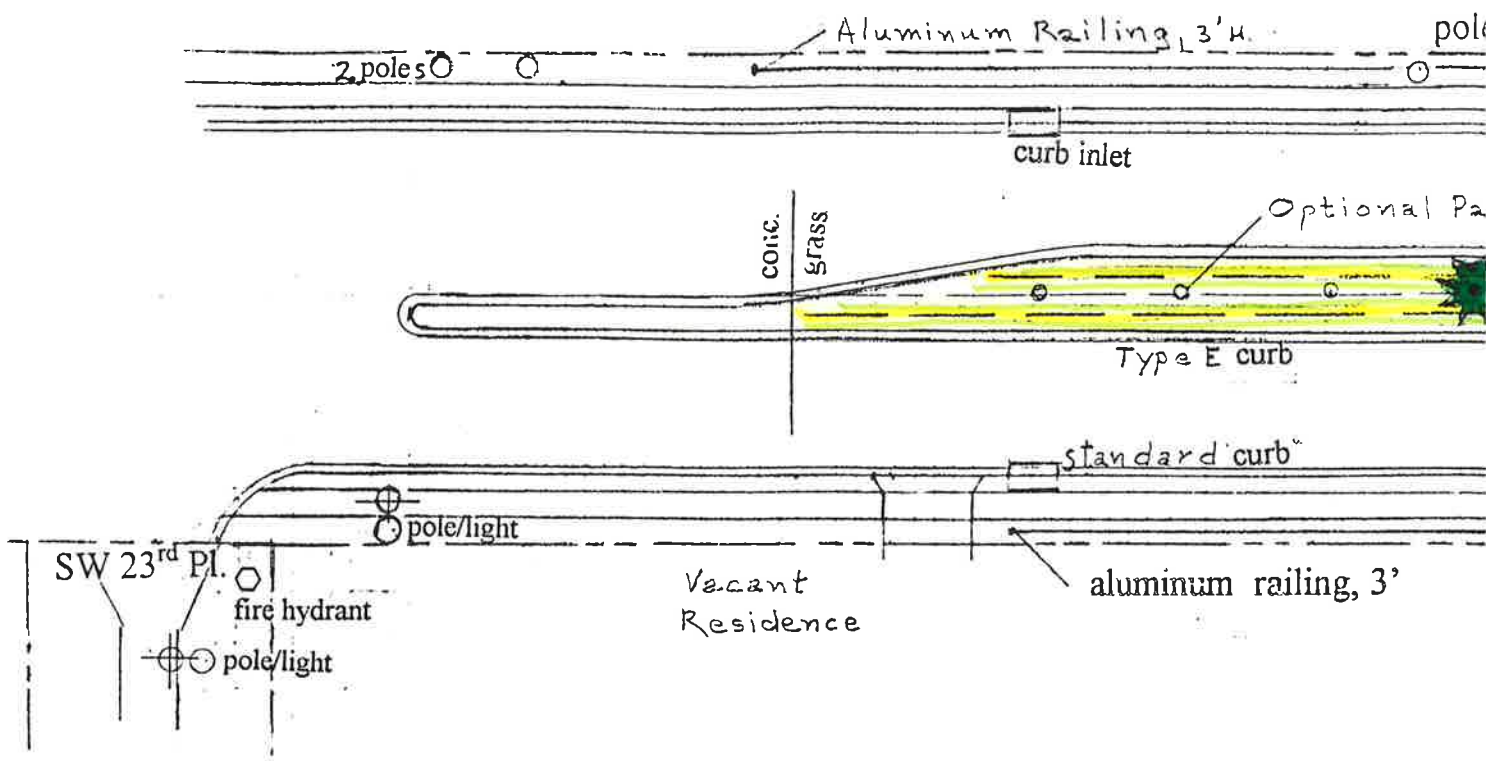 Aluminum Railing, 3'H.
pole
2 poles
curb inlet
conc.
grass
Optional Pa
Type E curb
standard curb
pole/light
SW 23rd Pl.
fire hydrant
Vacant
Residence
aluminum railing, 3'
pole/light